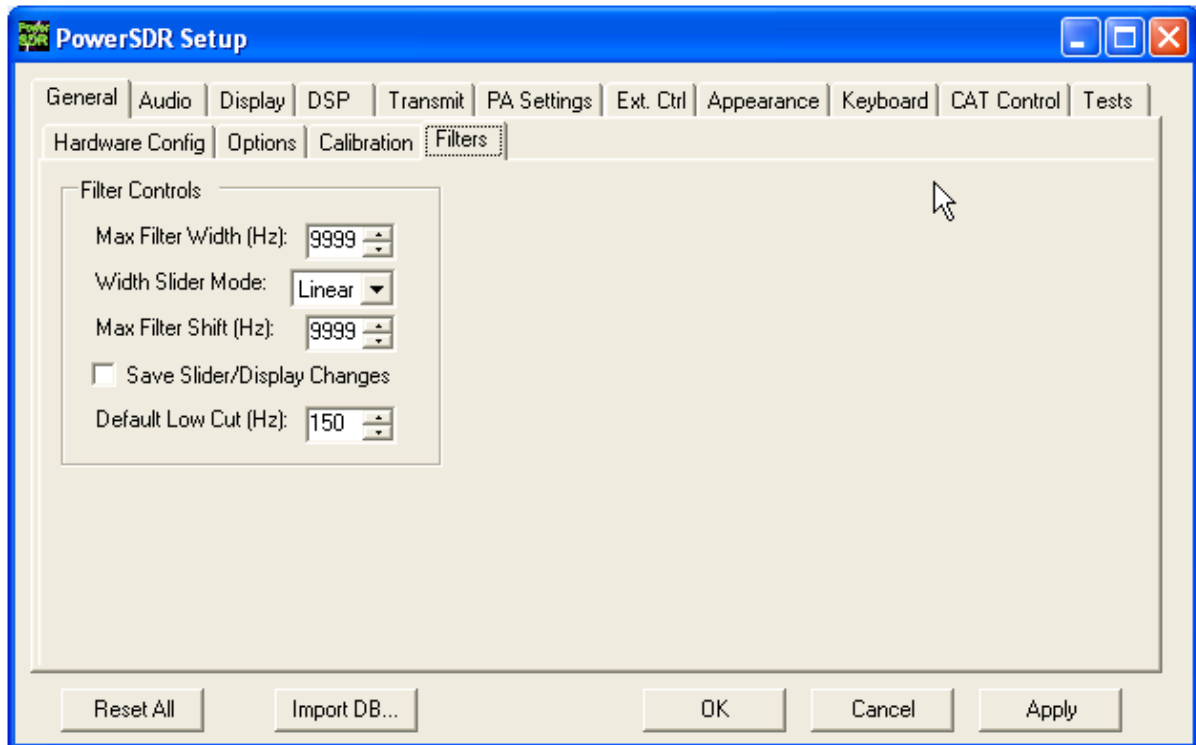 PowerSDR Setup
General Audio Display DSP Transmit PA Settings Ext. Ctrl Appearance Keyboard CAT Control Tests
Hardware Config Options Calibration Filters
Filter Controls
Max Filter Width (Hz): 9999
Width Slider Mode: Linear
Max Filter Shift (Hz): 9999
Save Slider/Display Changes
Default Low Cut (Hz): 150
Reset All Import DB... OK Cancel Apply